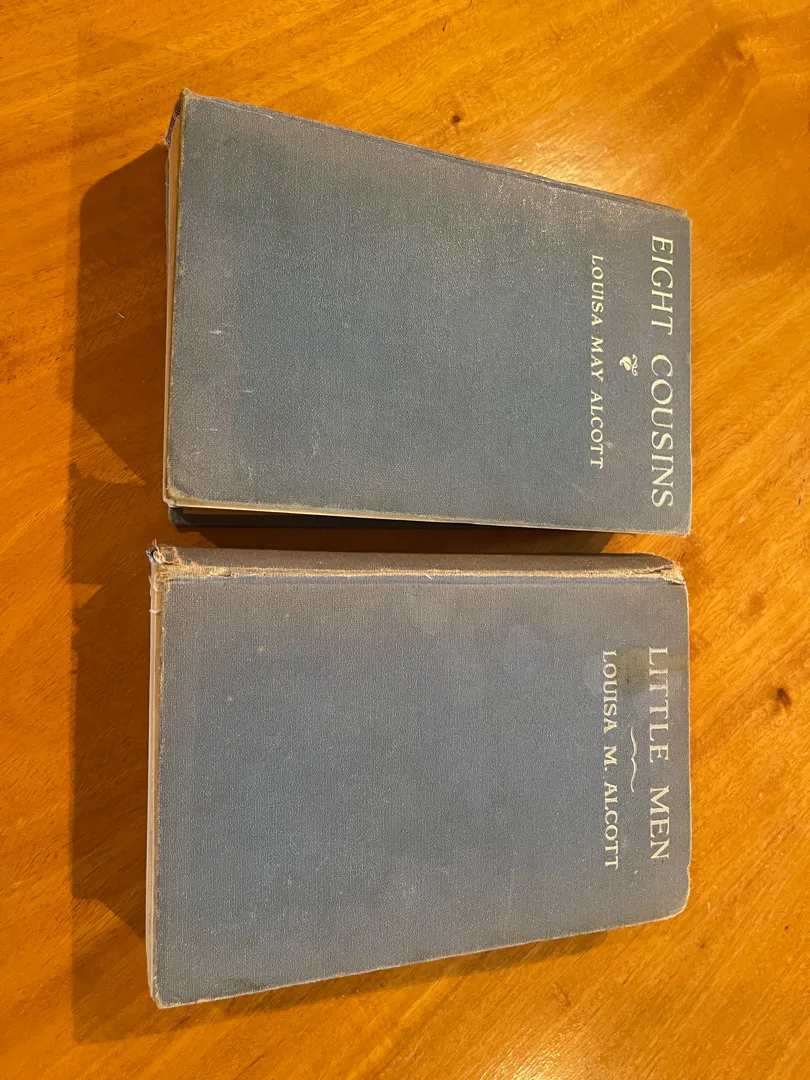 EIGHT COUSINS
LOUISA MAY ALCOTT
LITTLE MEN
LOUISA M. ALCOTT